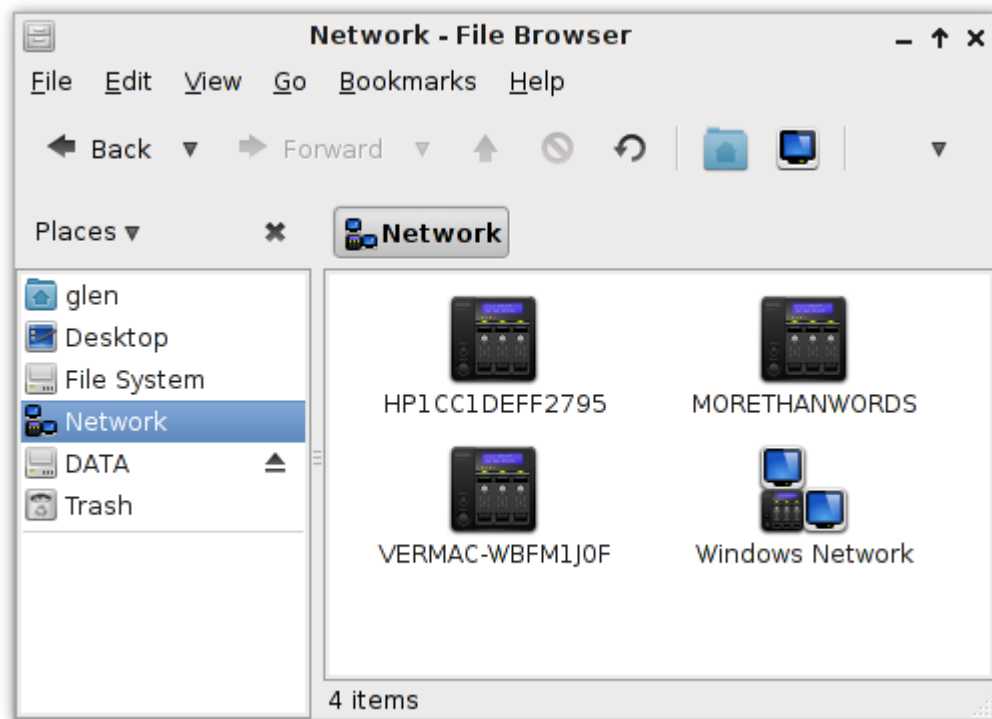 Network - File Browser
File Edit View Go Bookmarks Help
Back Forward
Places
Network
glen
Desktop
File System
Network
DATA
Trash
HP1CC1DEFF2795 MORETHANWORDS
VERMAC-WBFM1J0F Windows Network
4 items